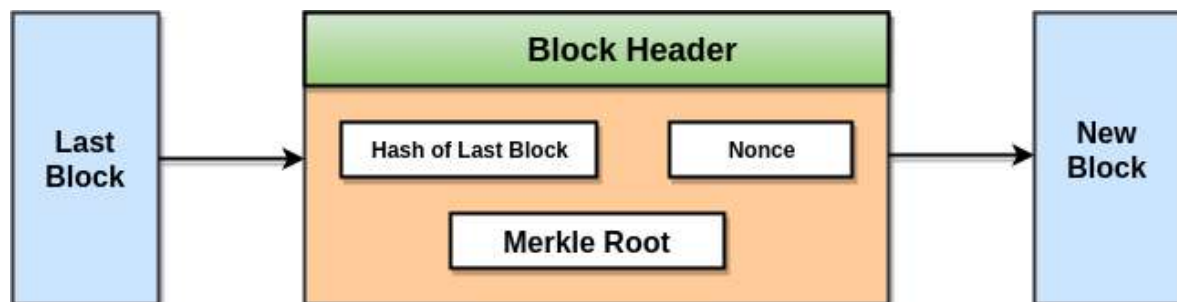 Block Header
Last
Block
Hash of Last Block
Nonce
Merkle Root
New
Block